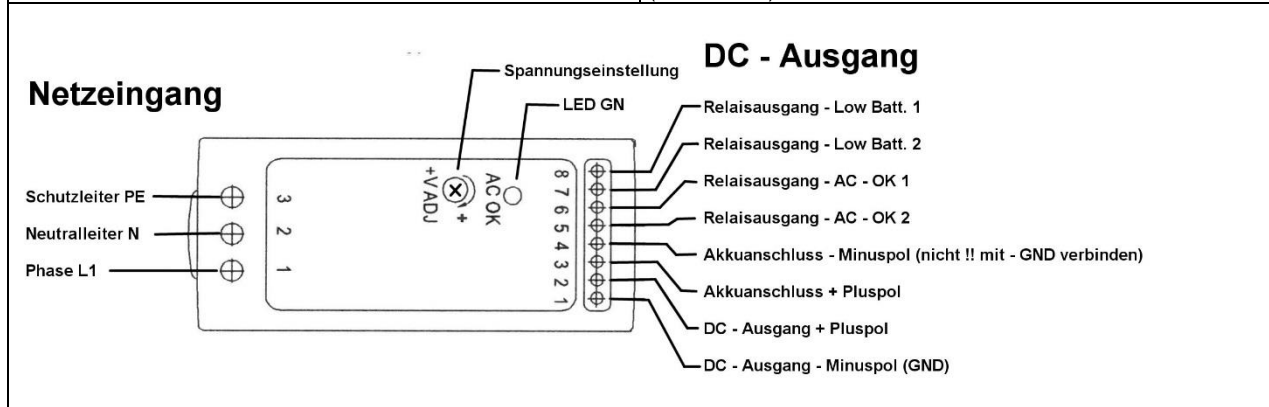 DC - Ausgang
Spannungseinstellung
Netzeingang
LED GN
Relaisausgang - Low Batt. 1
Relaisausgang - Low Batt. 2
Relaisausgang - AC - OK 1
Relaisausgang - AC - OK 2
Akkuanschluss - Minuspol (nicht !! mit - GND verbinden)
Akkuanschluss + Pluspol
DC - Ausgang + Pluspol
DC - Ausgang - Minuspol (GND)
Schutzleiter PE
Neutralleiter N
Phase L1
3
2
1
+V ADJ
+
AC OK
8
7
6
5
4
3
2
1